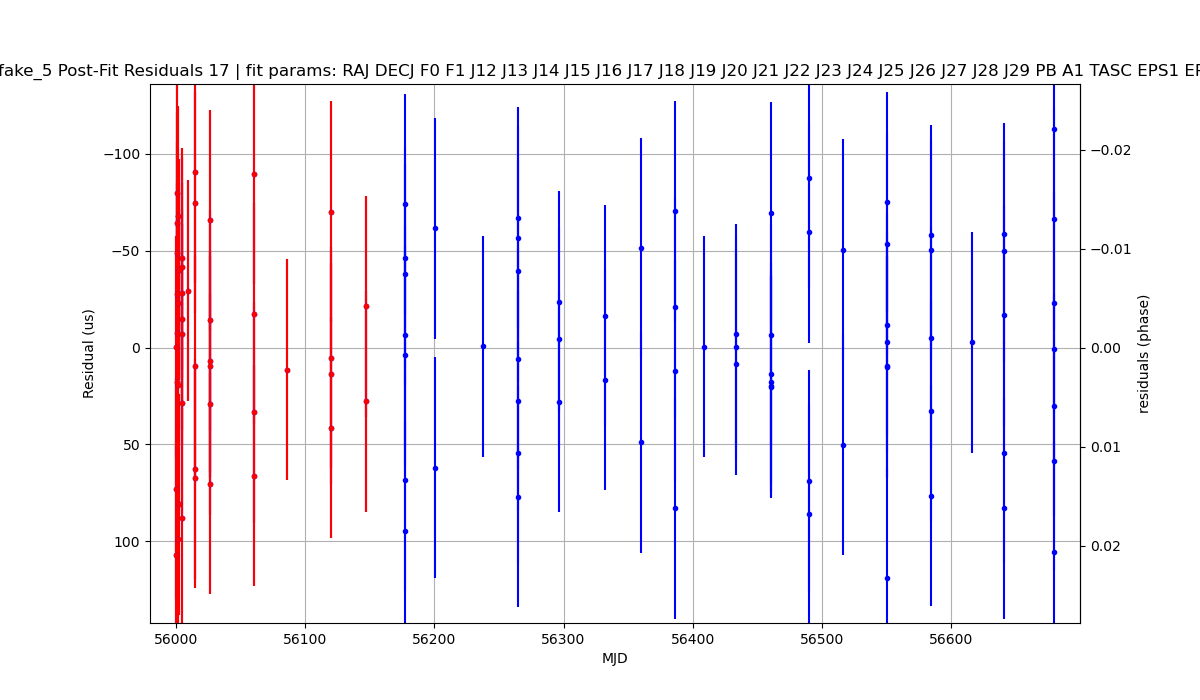 fake_5 Post-Fit Residuals 17 | fit params: RAJ DECJ F0 F1 J12 J13 J14 J15 J16 J17 J18 J19 J20 J21 J22 J23 J24 J25 J26 J27 J28 J29 PB A1 TASC EPS1
−100
−50
0
50
100
Residual (us)
−0.02
−0.01
0.00
0.01
0.02
residuals (phase)
56000 56100 56200 56300 56400 56500 56600
MJD